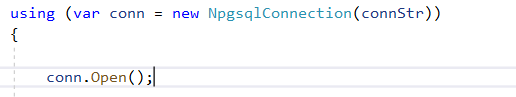 using (var conn = new NpgsqlConnection(connStr))
{
conn.Open();